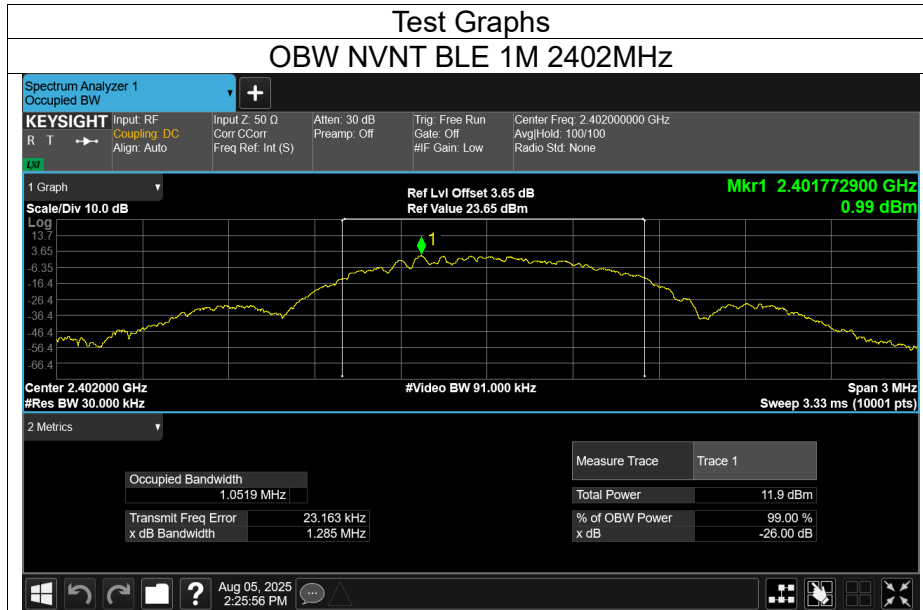 Test Graphs
OBW NVNT BLE 1M 2402MHz
Spectrum Analyzer 1
Occupied BW
+
KEYSIGHT Input: RF Input Z: 50 Ω Atten: 30 dB Trig: Free Run Center Freq: 2.402000000 GHz
R T Coupling: DC Corr CCorr Preamp: Off Gate: Off Avg|Hold: 100/100
Align: Auto Freq Ref: Int (S) #IF Gain: Low Radio Std: None
LXI
1 Graph Ref Lvl Offset 3.65 dB Mkr1 2.401772900 GHz
Scale/Div 10.0 dB Ref Value 23.65 dBm 0.99 dBm
Log
13.7
3.65
-6.35
-16.4
-26.4
-36.4
-46.4
-56.4
-66.4
1
Center 2.402000 GHz #Video BW 91.000 kHz Span 3 MHz
#Res BW 30.000 kHz Sweep 3.33 ms (10001 pts)
2 Metrics
Measure Trace Trace 1
Occupied Bandwidth
1.0519 MHz Total Power 11.9 dBm
Transmit Freq Error 23.163 kHz % of OBW Power 99.00 %
x dB Bandwidth 1.285 MHz x dB -26.00 dB
? Aug 05, 2025
2:25:56 PM